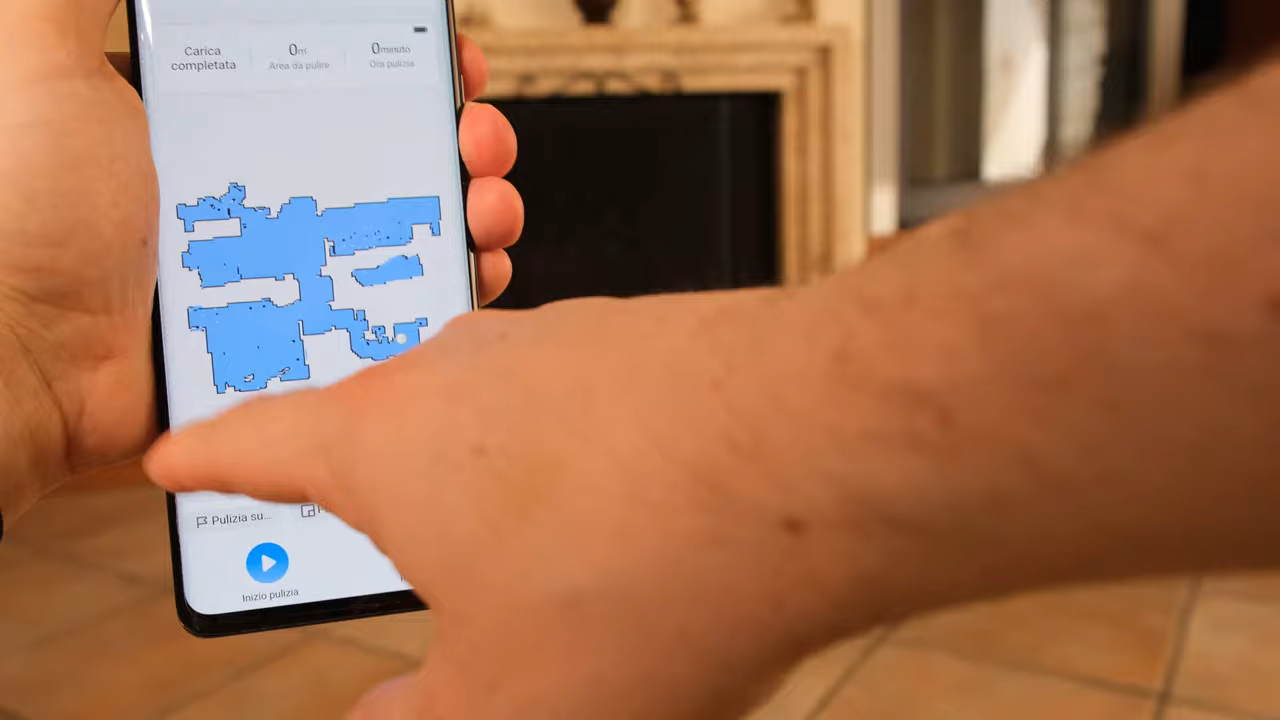 Carica
completata
0m
Area da pulire
0minuto
Ora pulizia
Pulizia su...
Inizio pulizia